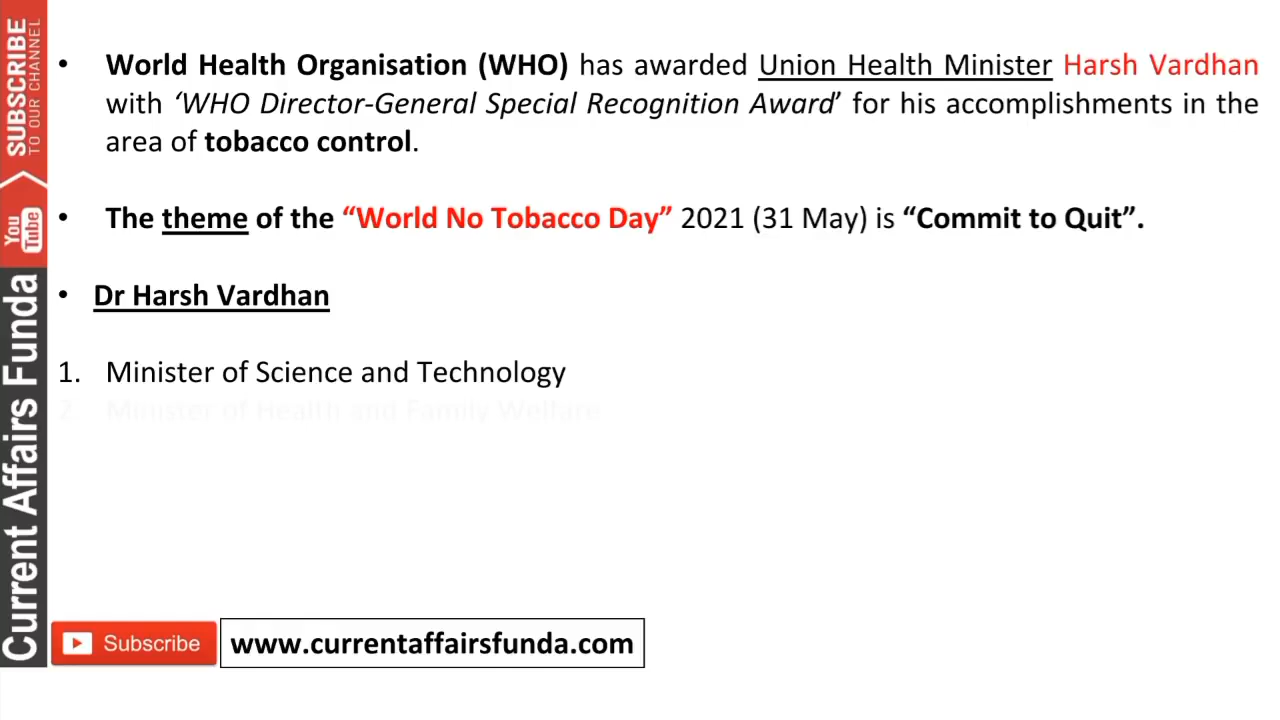 • World Health Organisation (WHO) has awarded Union Health Minister Harsh Vardhan
with ‘WHO Director-General Special Recognition Award’ for his accomplishments in the
area of tobacco control.
• The theme of the “World No Tobacco Day” 2021 (31 May) is “Commit to Quit”.
• Dr Harsh Vardhan
1. Minister of Science and Technology
2. Minister of Health and Family Welfare
SUBSCRIBE
TO OUR CHANNEL
You Tube
Current Affairs Funda
Subscribe
www.currentaffairsfunda.com